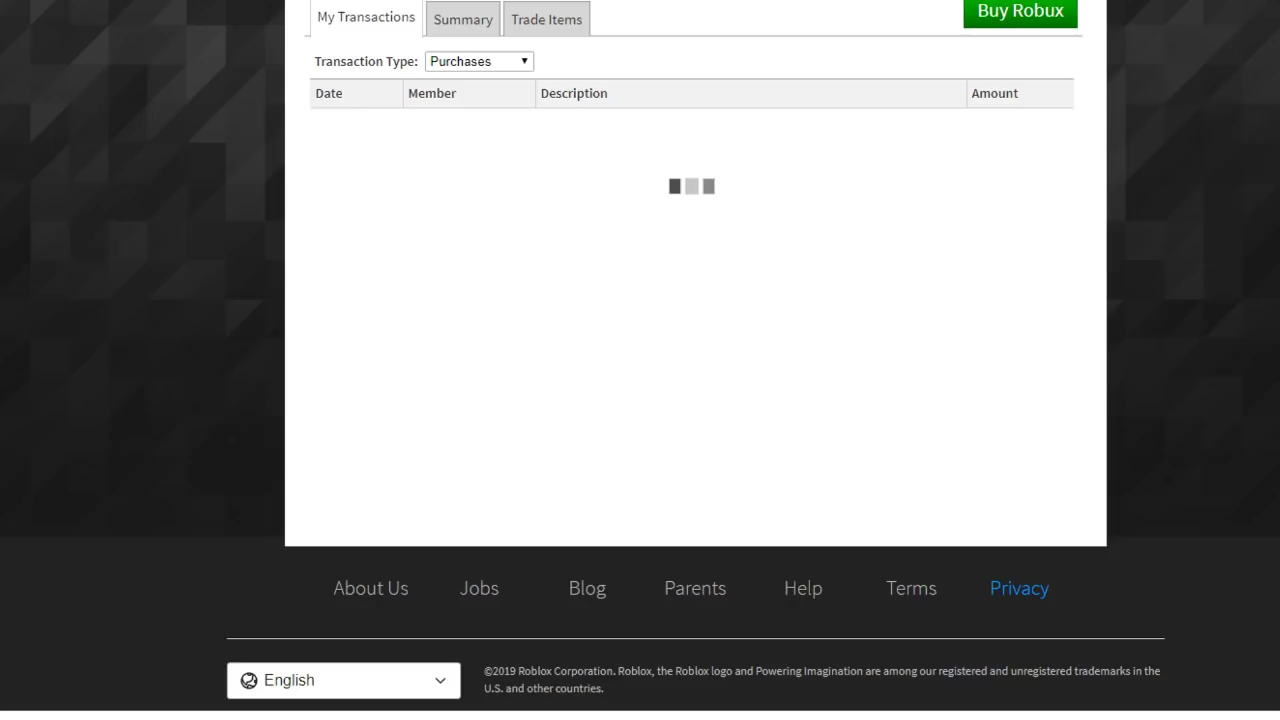 My Transactions Summary Trade Items Buy Robux
Transaction Type: Purchases
Date Member Description Amount
About Us Jobs Blog Parents Help Terms Privacy
English
©2019 Roblox Corporation. Roblox, the Roblox logo and Powering Imagination are among our registered and unregistered trademarks in the
U.S. and other countries.